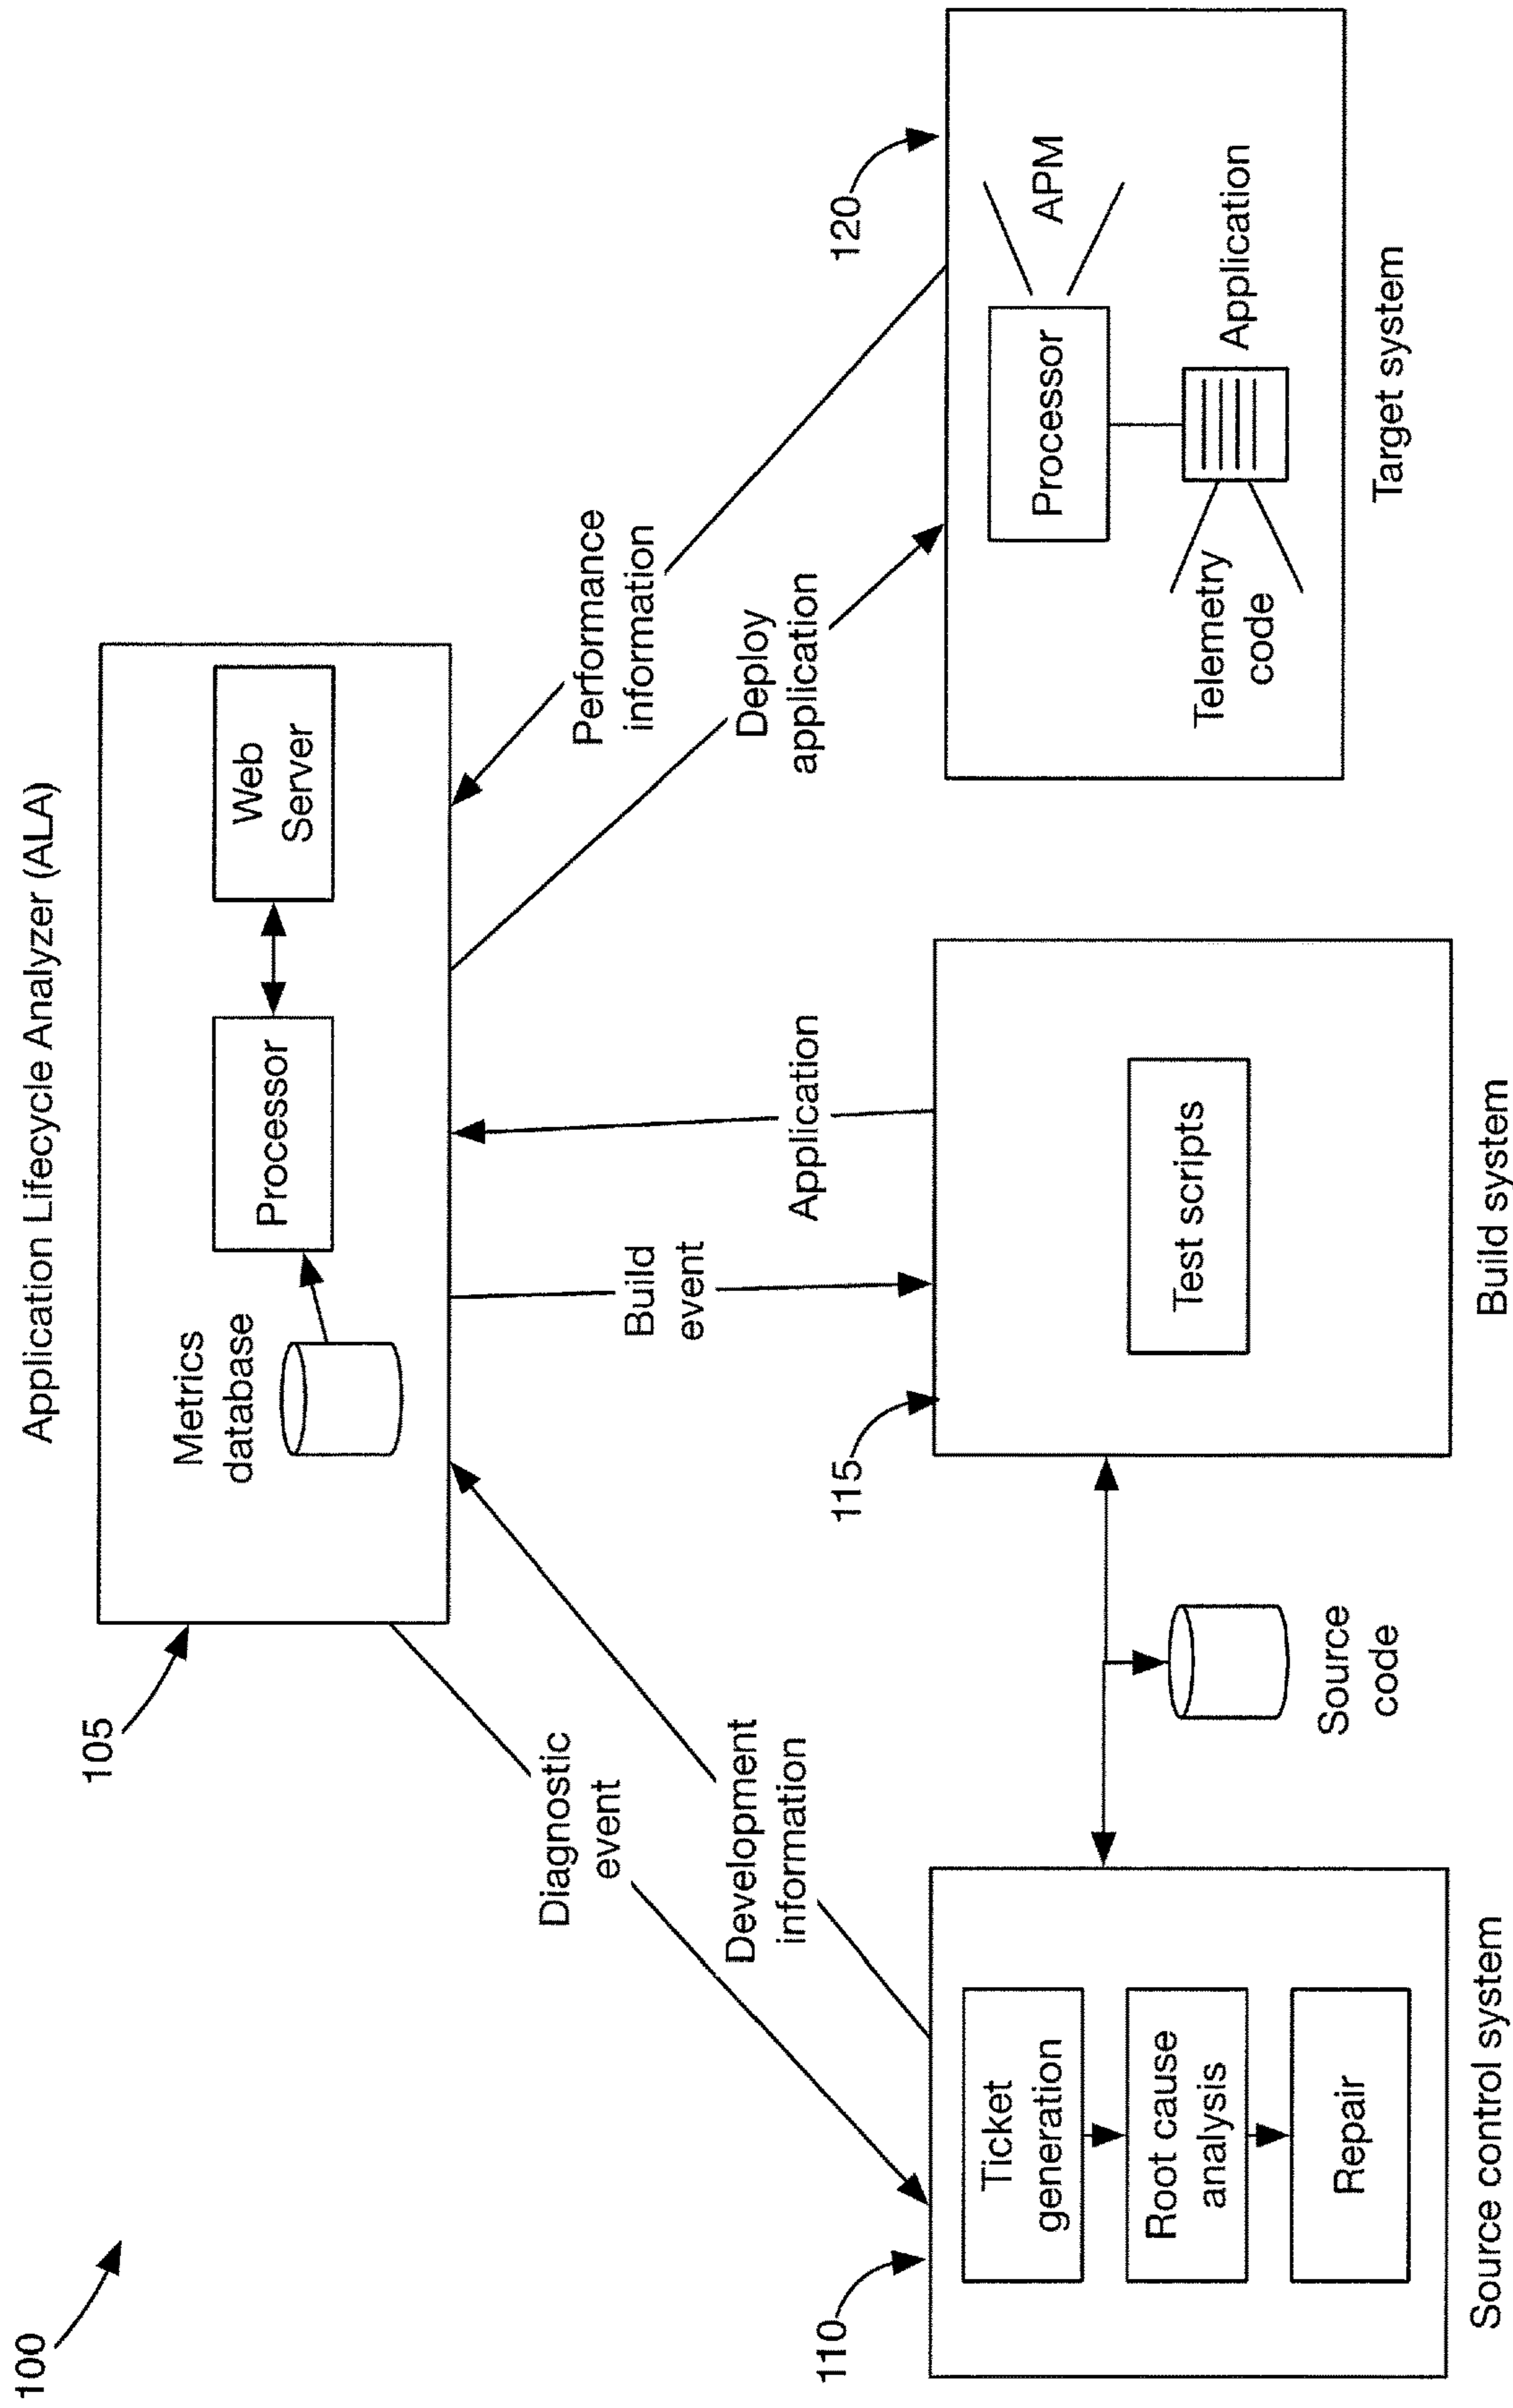 100
Application Lifecycle Analyzer (ALA)
105
Metrics
database
Processor
Web
Server
Diagnostic
event
Development
information
Build
event
Application
Performance
information
Deploy
application
110
Ticket
generation
Root cause
analysis
Repair
Source control system
Source
code
115
Test scripts
Build system
120
Processor
APM
Telemetry
code
Application
Target system